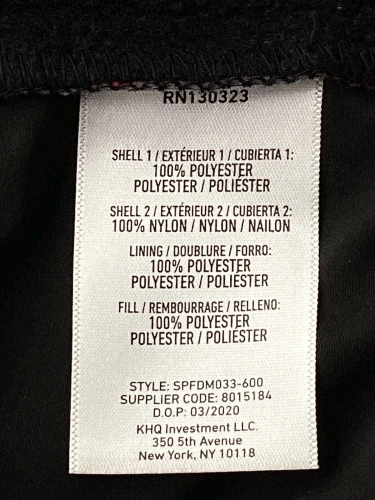 RN130323
SHELL 1 / EXTÉRIEUR 1 / CUBIERTA 1:
100% POLYESTER
POLYESTER / POLIÉSTER
SHELL 2 / EXTÉRIEUR 2 / CUBIERTA 2:
100% NYLON / NYLON / NAILON
LINING / DOUBLURE / FORRO:
100% POLYESTER
POLYESTER / POLIÉSTER
FILL / REMBOURRAGE / RELLENO:
100% POLYESTER
POLYESTER / POLIÉSTER
STYLE: SPFDM033-600
SUPPLIER CODE: 8015184
D.O.P: 03/2020
KHQ Investment LLC.
350 5th Avenue
New York, NY 10118